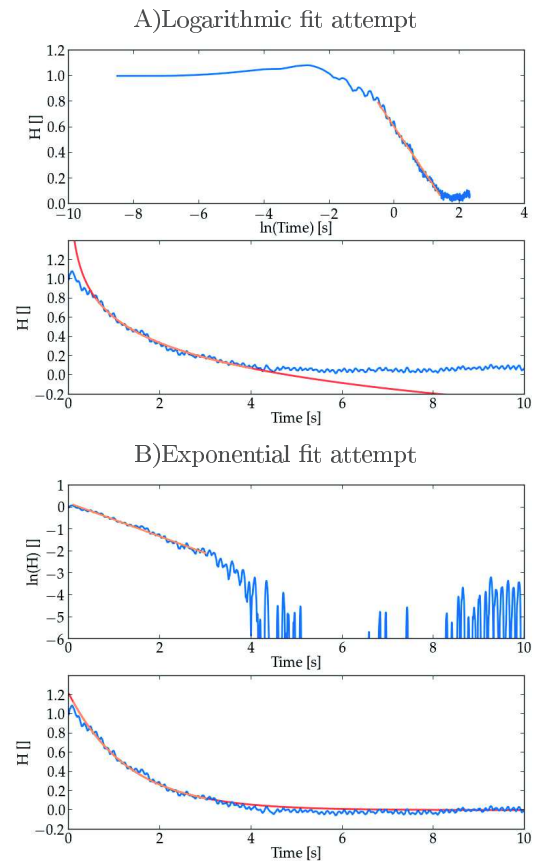 A)Logarithmic fit attempt
1.2
1.0
0.8
0.6
0.4
0.2
0.0
H []
−10 −8 −6 −4 −2 0 2 4
ln(Time) [s]
1.2
1.0
0.8
0.6
0.4
0.2
0.0
−0.2
H []
0 2 4 6 8 10
Time [s]
B)Exponential fit attempt
1
0
−1
−2
−3
−4
−5
−6
ln(H) []
0 2 4 6 8 10
Time [s]
1.2
1.0
0.8
0.6
0.4
0.2
0.0
−0.2
H []
0 2 4 6 8 10
Time [s]